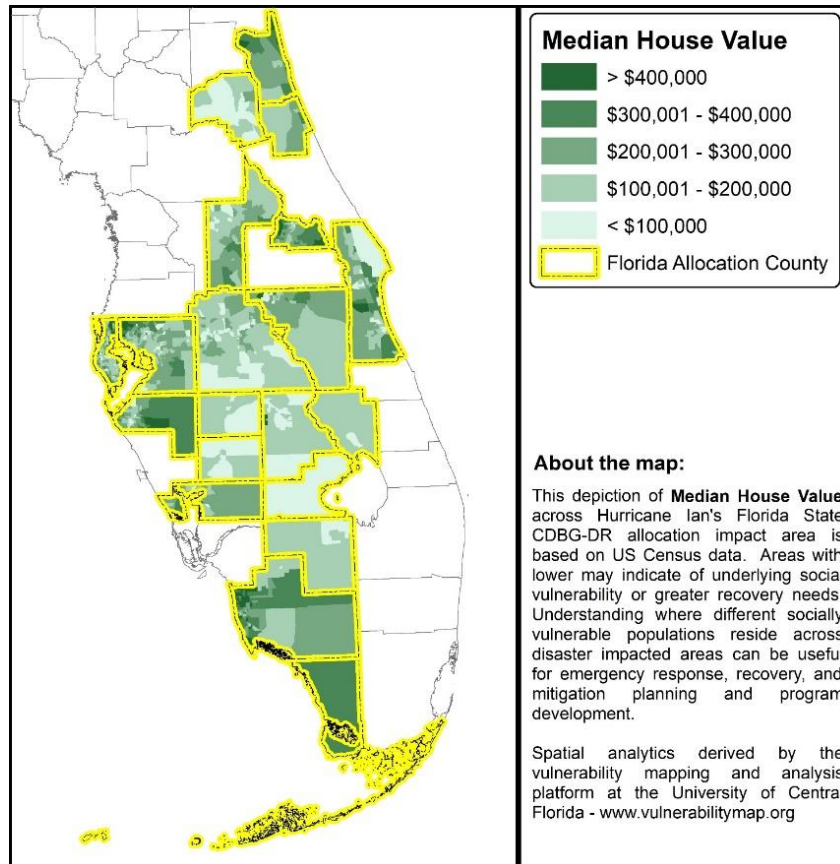 Median House Value
> $400,000
$300,001 - $400,000
$200,001 - $300,000
$100,001 - $200,000
< $100,000
Florida Allocation County
About the map:
This depiction of Median House Value
across Hurricane Ian's Florida State
CDBG-DR allocation impact area is
based on US Census data. Areas with
lower may indicate of underlying socia
vulnerability or greater recovery needs
Understanding where different socially
vulnerable populations reside across
disaster impacted areas can be usefu
for emergency response, recovery, and
mitigation planning and program
development.
Spatial analytics derived by the
vulnerability mapping and analysis
platform at the University of Centra
Florida - www.vulnerabilitymap.org